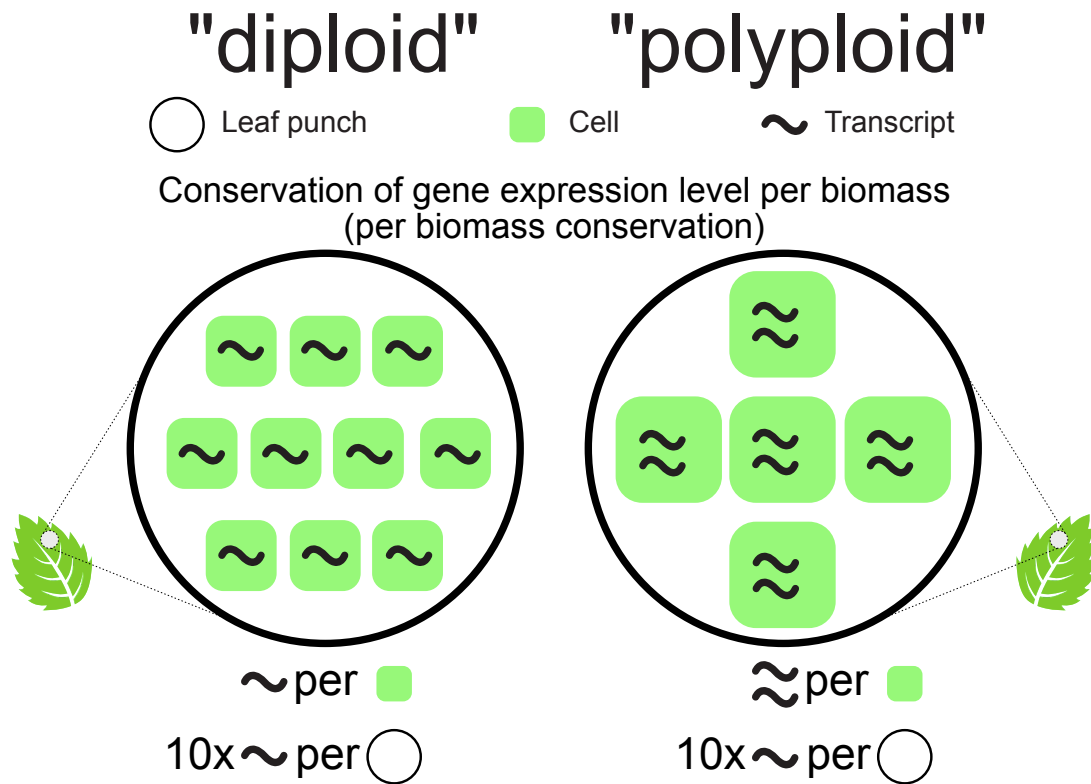 "diploid" "polyploid"
Leaf punch Cell Transcript
Conservation of gene expression level per biomass
(per biomass conservation)
per per
10x per 10x per